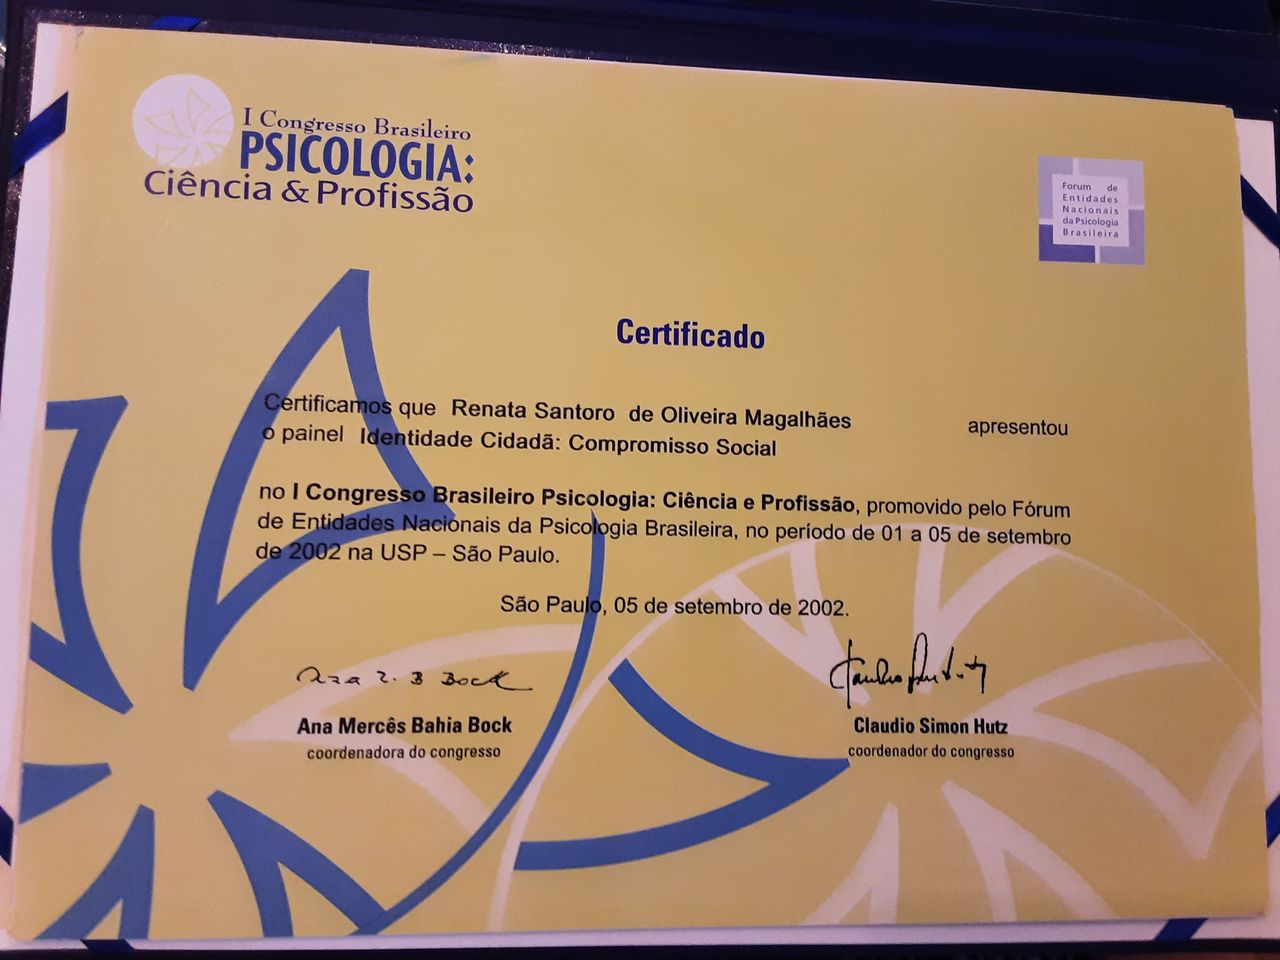 I Congresso Brasileiro
PSICOLOGIA:
Ciência & Profissão
Forum de
Entidades
Nacionais
da Psicologia
Brasileira
Certificado
Certificamos que Renata Santoro de Oliveira Magalhães apresentou
o painel Identidade Cidadã: Compromisso Social
no I Congresso Brasileiro Psicologia: Ciência e Profissão, promovido pelo Fórum
de Entidades Nacionais da Psicologia Brasileira, no período de 01 a 05 de setembro
de 2002 na USP – São Paulo.
São Paulo, 05 de setembro de 2002.
Ana Mercês Bahia Bock
coordenadora do congresso
Claudio Simon Hutz
coordenador do congresso